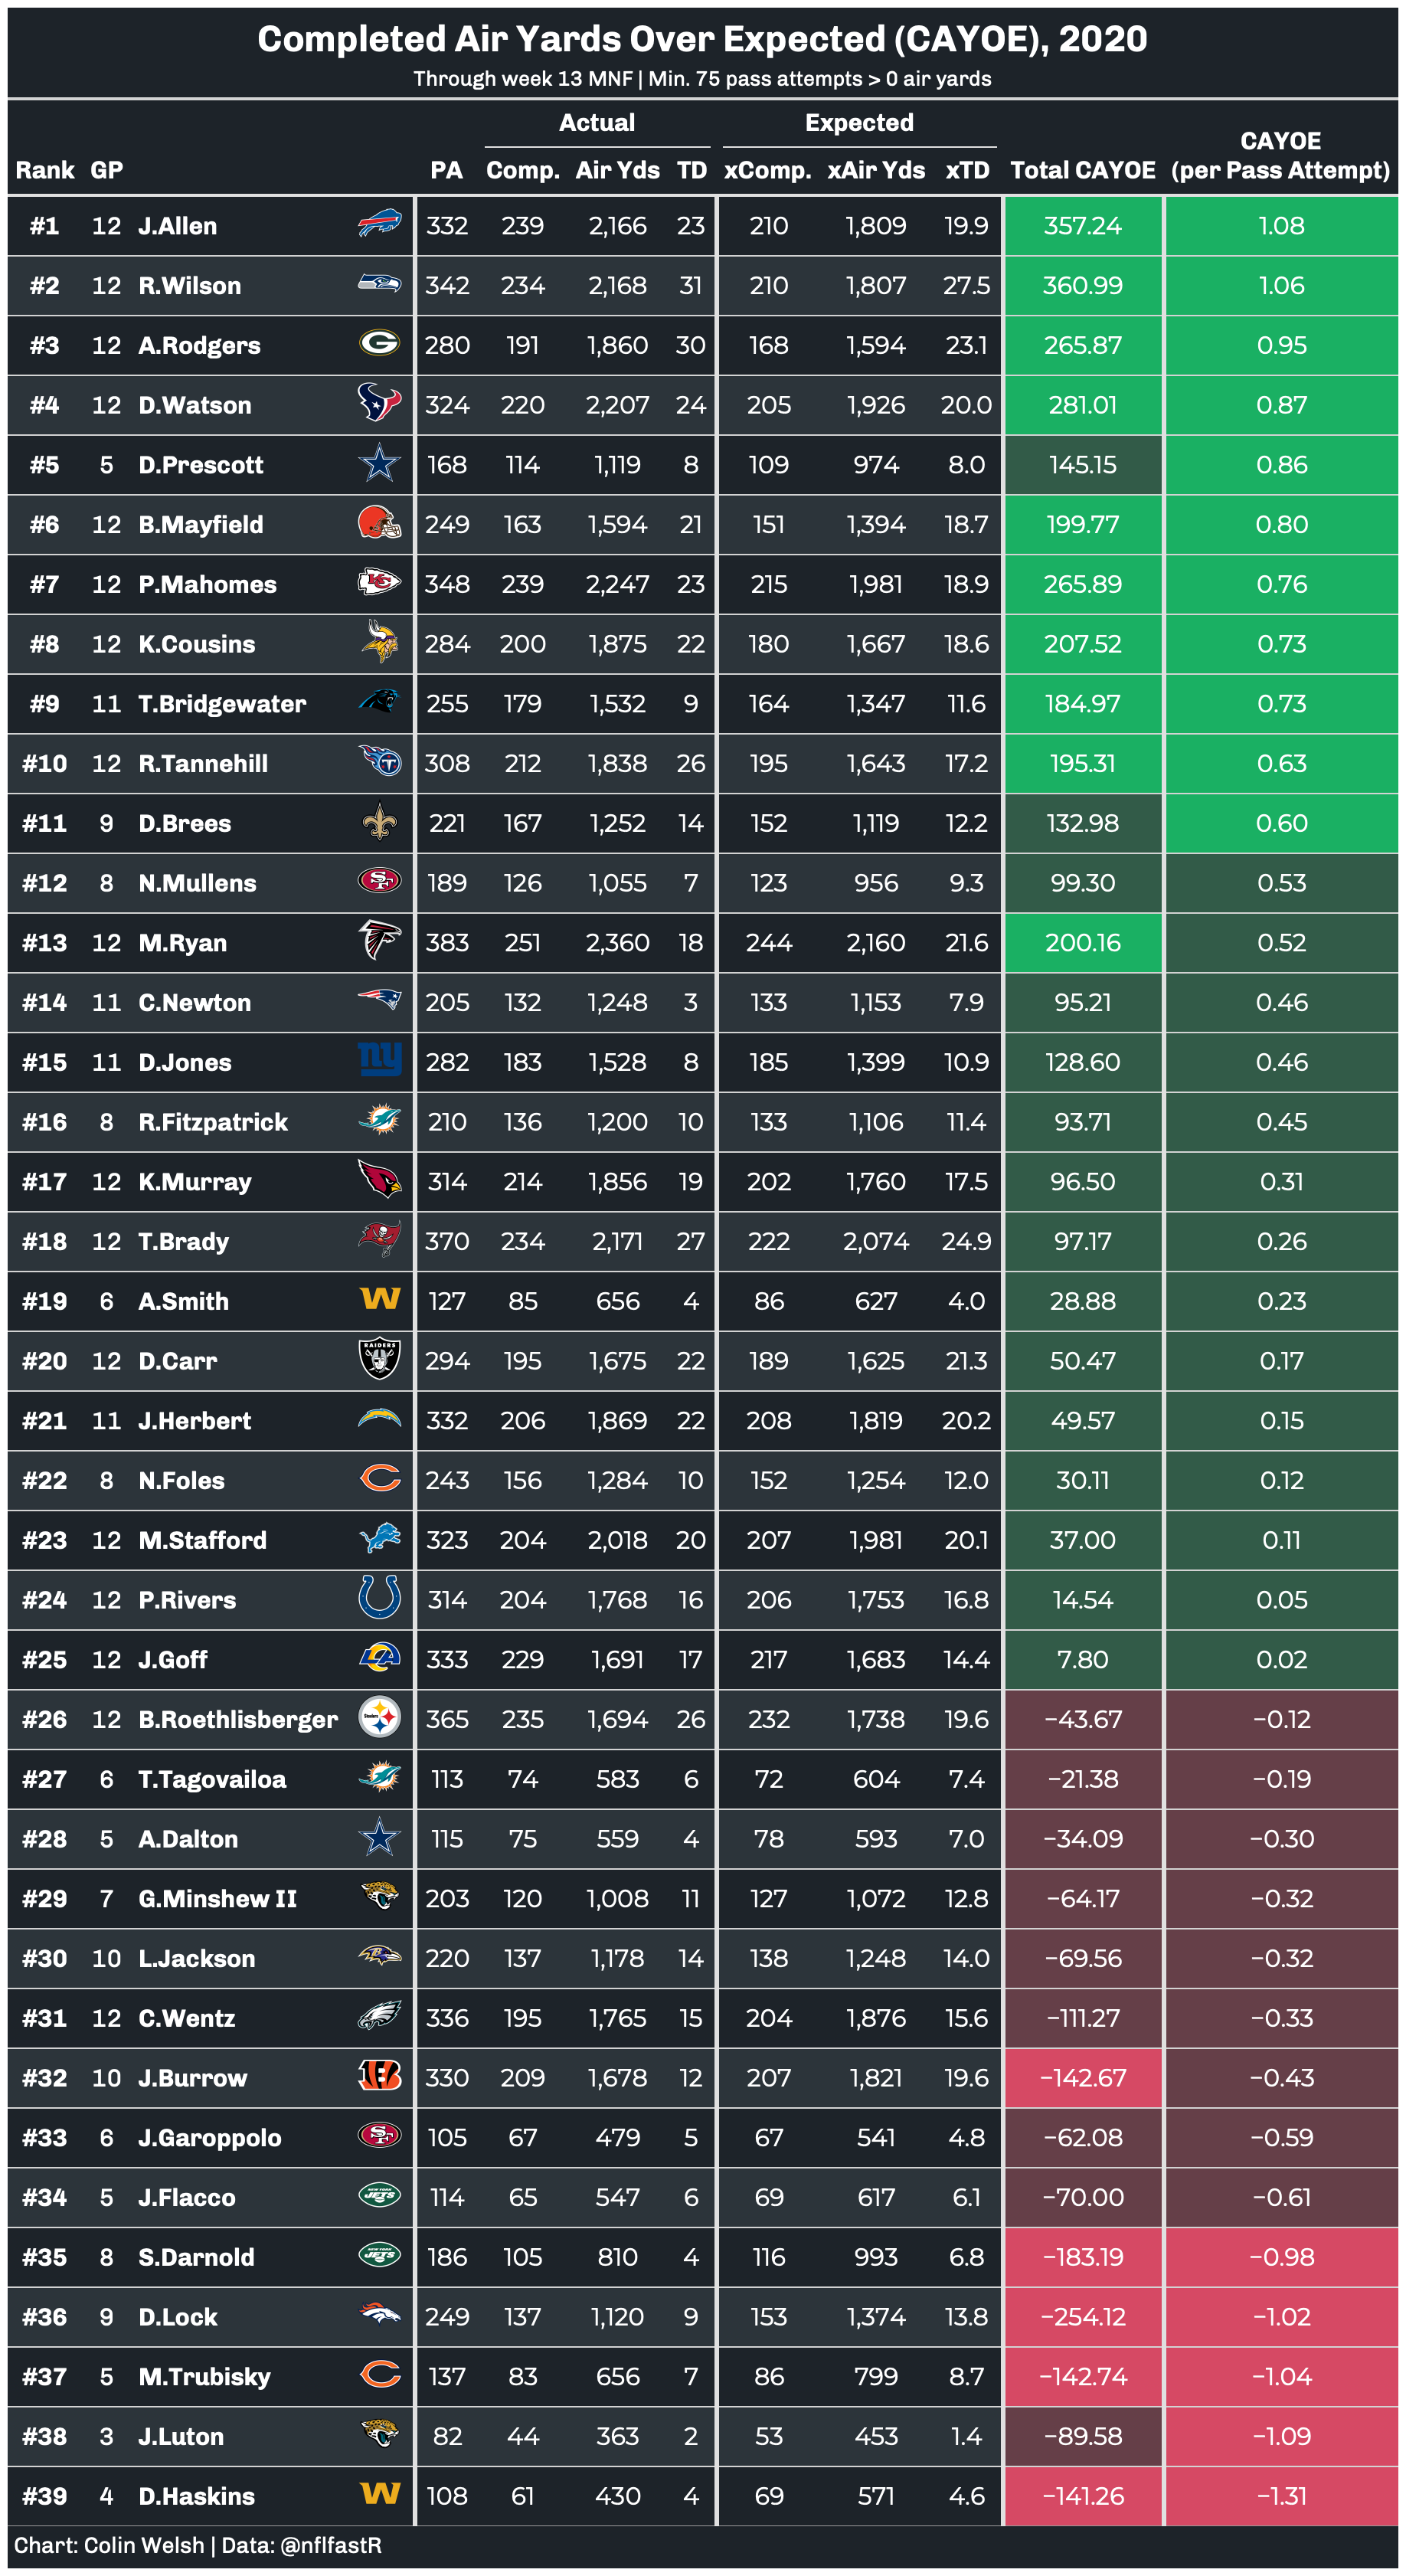 Completed Air Yards Over Expected (CAYOE), 2020
Through week 13 MNF | Min. 75 pass attempts > 0 air yards
Actual Expected CAYOE
Rank GP PA Comp. Air Yds TD xComp. xAir Yds xTD Total CAYOE (per Pass Attempt)
#1 12 J.Allen 332 239 2,166 23 210 1,809 19.9 357.24 1.08
#2 12 R.Wilson 342 234 2,168 31 210 1,807 27.5 360.99 1.06
#3 12 A.Rodgers 280 191 1,860 30 168 1,594 23.1 265.87 0.95
#4 12 D.Watson 324 220 2,207 24 205 1,926 20.0 281.01 0.87
#5 5 D.Prescott 168 114 1,119 8 109 974 8.0 145.15 0.86
#6 12 B.Mayfield 249 163 1,594 21 151 1,394 18.7 199.77 0.80
#7 12 P.Mahomes 348 239 2,247 23 215 1,981 18.9 265.89 0.76
#8 12 K.Cousins 284 200 1,875 22 180 1,667 18.6 207.52 0.73
#9 11 T.Bridgewater 255 179 1,532 9 164 1,347 11.6 184.97 0.73
#10 12 R.Tannehill 308 212 1,838 26 195 1,643 17.2 195.31 0.63
#11 9 D.Brees 221 167 1,252 14 152 1,119 12.2 132.98 0.60
#12 8 N.Mullens 189 126 1,055 7 123 956 9.3 99.30 0.53
#13 12 M.Ryan 383 251 2,360 18 244 2,160 21.6 200.16 0.52
#14 11 C.Newton 205 132 1,248 3 133 1,153 7.9 95.21 0.46
#15 11 D.Jones ny 282 183 1,528 8 185 1,399 10.9 128.60 0.46
#16 8 R.Fitzpatrick 210 136 1,200 10 133 1,106 11.4 93.71 0.45
#17 12 K.Murray 314 214 1,856 19 202 1,760 17.5 96.50 0.31
#18 12 T.Brady 370 234 2,171 27 222 2,074 24.9 97.17 0.26
#19 6 A.Smith W 127 85 656 4 86 627 4.0 28.88 0.23
#20 12 D.Carr RAIDERS 294 195 1,675 22 189 1,625 21.3 50.47 0.17
#21 11 J.Herbert 332 206 1,869 22 208 1,819 20.2 49.57 0.15
#22 8 N.Foles 243 156 1,284 10 152 1,254 12.0 30.11 0.12
#23 12 M.Stafford 323 204 2,018 20 207 1,981 20.1 37.00 0.11
#24 12 P.Rivers 314 204 1,768 16 206 1,753 16.8 14.54 0.05
#25 12 J.Goff LA 333 229 1,691 17 217 1,683 14.4 7.80 0.02
#26 12 B.Roethlisberger Steelers 365 235 1,694 26 232 1,738 19.6 −43.67 −0.12
#27 6 T.Tagovailoa 113 74 583 6 72 604 7.4 −21.38 −0.19
#28 5 A.Dalton 115 75 559 4 78 593 7.0 −34.09 −0.30
#29 7 G.Minshew II 203 120 1,008 11 127 1,072 12.8 −64.17 −0.32
#30 10 L.Jackson 220 137 1,178 14 138 1,248 14.0 −69.56 −0.32
#31 12 C.Wentz 336 195 1,765 15 204 1,876 15.6 −111.27 −0.33
#32 10 J.Burrow B 330 209 1,678 12 207 1,821 19.6 −142.67 −0.43
#33 6 J.Garoppolo SF 105 67 479 5 67 541 4.8 −62.08 −0.59
#34 5 J.Flacco JETS 114 65 547 6 69 617 6.1 −70.00 −0.61
#35 8 S.Darnold JETS 186 105 810 4 116 993 6.8 −183.19 −0.98
#36 9 D.Lock 249 137 1,120 9 153 1,374 13.8 −254.12 −1.02
#37 5 M.Trubisky 137 83 656 7 86 799 8.7 −142.74 −1.04
#38 3 J.Luton 82 44 363 2 53 453 1.4 −89.58 −1.09
#39 4 D.Haskins W 108 61 430 4 69 571 4.6 −141.26 −1.31
Chart: Colin Welsh | Data: @nflfastR